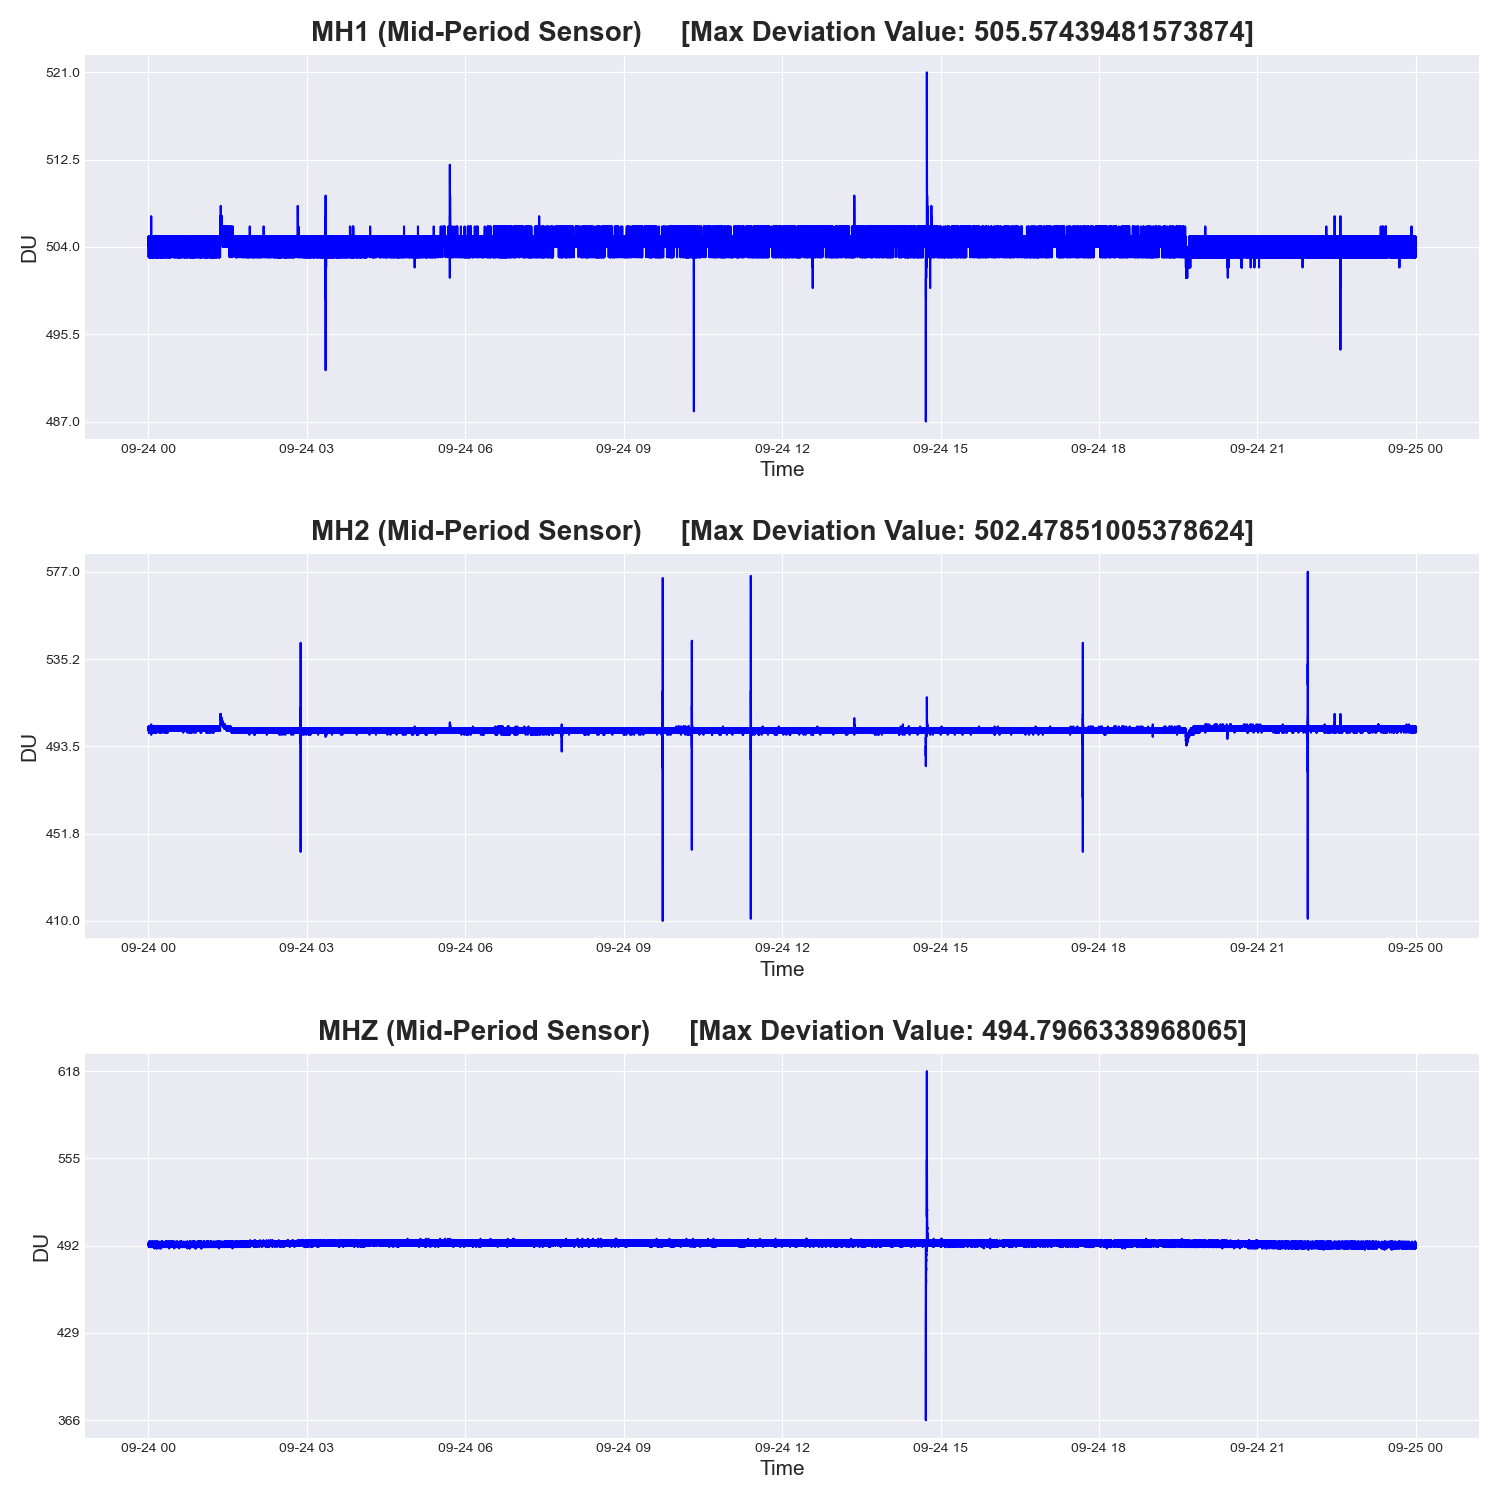 MH1 (Mid-Period Sensor) [Max Deviation Value: 505.57439481573874]
521.0
512.5
504.0
495.5
487.0
DU
09-24 00 09-24 03 09-24 06 09-24 09 09-24 12 09-24 15 09-24 18 09-24 21 09-25 00
Time
MH2 (Mid-Period Sensor) [Max Deviation Value: 502.47851005378624]
577.0
535.2
493.5
451.8
410.0
DU
09-24 00 09-24 03 09-24 06 09-24 09 09-24 12 09-24 15 09-24 18 09-24 21 09-25 00
Time
MHZ (Mid-Period Sensor) [Max Deviation Value: 494.7966338968065]
618
555
492
429
366
DU
09-24 00 09-24 03 09-24 06 09-24 09 09-24 12 09-24 15 09-24 18 09-24 21 09-25 00
Time